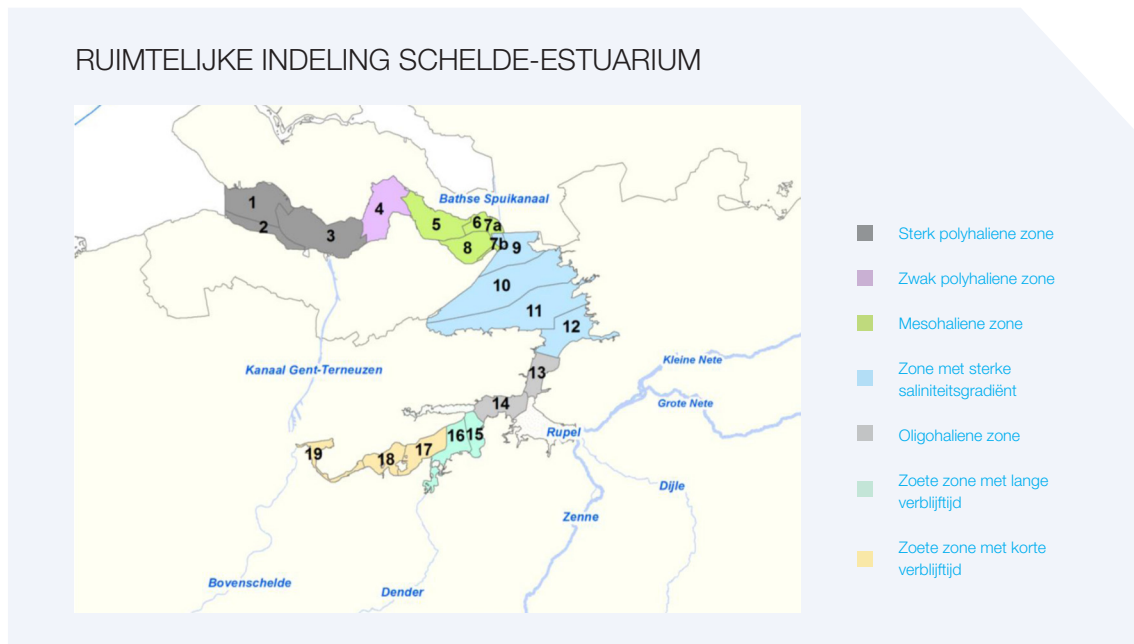 RUIMTELIJKE INDELING SCHELDE-ESTUARIUM
Bathse Spuikanaal
1
2
3
4
5
6
7a
7b
8
9
10
11
12
13
14
15
16
17
18
19
Kanaal Gent-Terneuzen
Kleine Nete
Grote Nete
Rupel
Dijle
Zenne
Bovenschelde
Dender
Sterk polyhaliene zone
Zwak polyhaliene zone
Mesohaliene zone
Zone met sterke
saliniteitsgradiënt
Oligohaliene zone
Zoete zone met lange
verblijftijd
Zoete zone met korte
verblijftijd